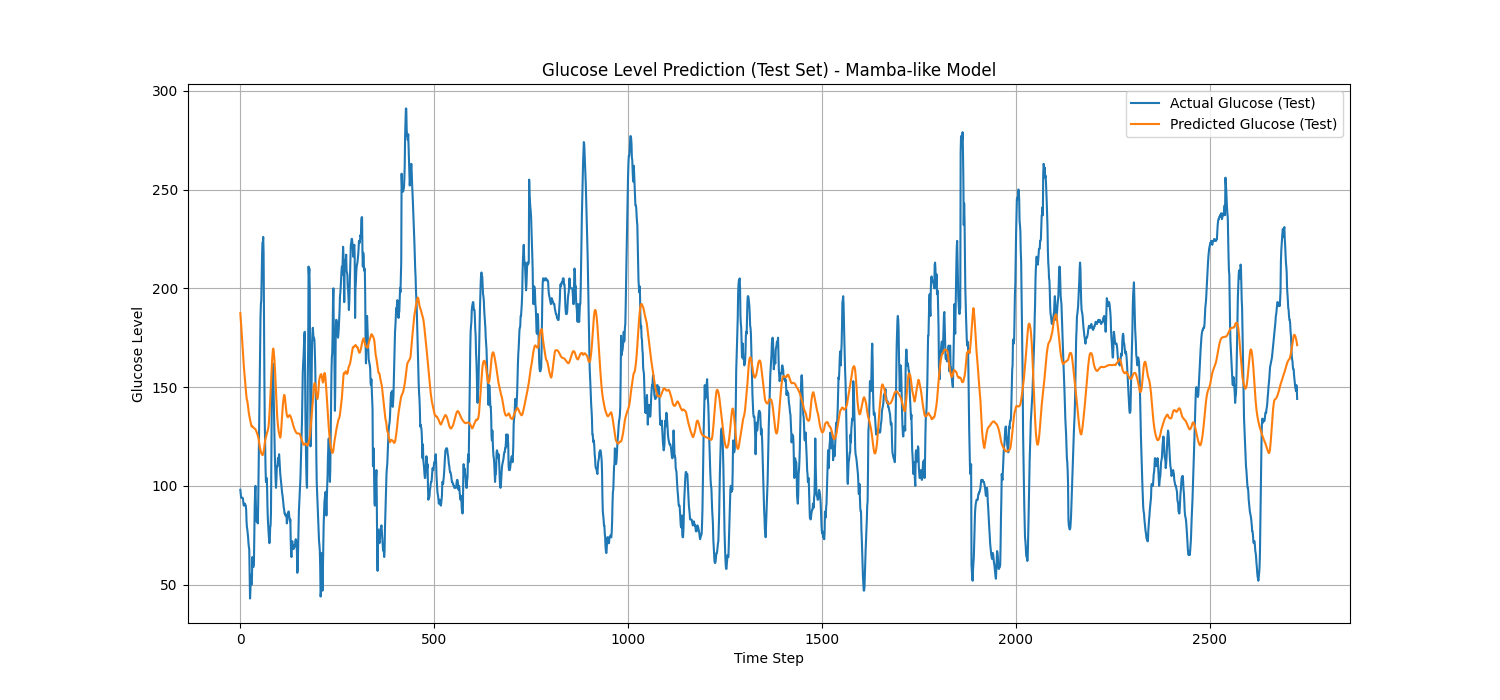 Glucose Level Prediction (Test Set) - Mamba-like Model
Actual Glucose (Test)
Predicted Glucose (Test)
Glucose Level
300
250
200
150
100
50
0 500 1000 1500 2000 2500
Time Step